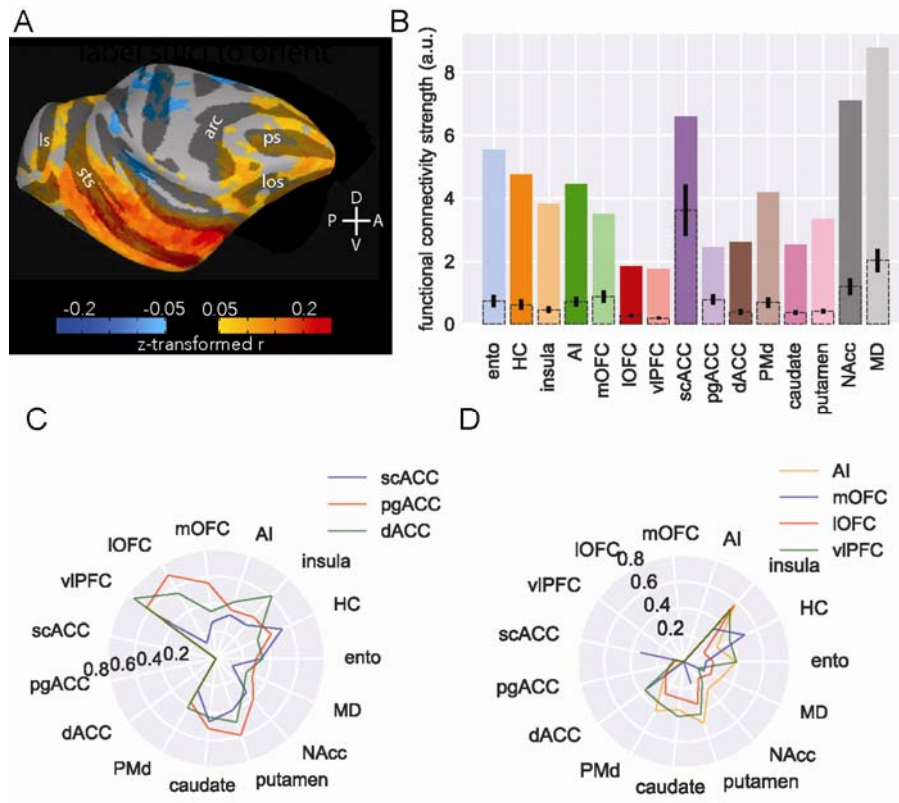 A
label sulci to orient
ls
sts
arc
ps
los
D
P
A
V
-0.2 -0.05 0.05 0.2
z-transformed r
B
functional connectivity strength (a.u.)
8
6
4
2
0
ento
HC
insula
AI
mOFC
lOFC
vlPFC
scACC
pgACC
dACC
PMd
caudate
putamen
NAcc
MD
C
scACC
pgACC
dACC
mOFC
AI
lOFC
insula
vlPFC
HC
scACC
ento
0.8 0.6 0.4 0.2
pgACC
MD
dACC
NAcc
PMd
putamen
caudate
D
AI
mOFC
lOFC
vlPFC
mOFC
AI
lOFC
0.8
insula
vlPFC
0.6
0.4
HC
0.2
scACC
ento
pgACC
MD
dACC
NAcc
PMd
putamen
caudate